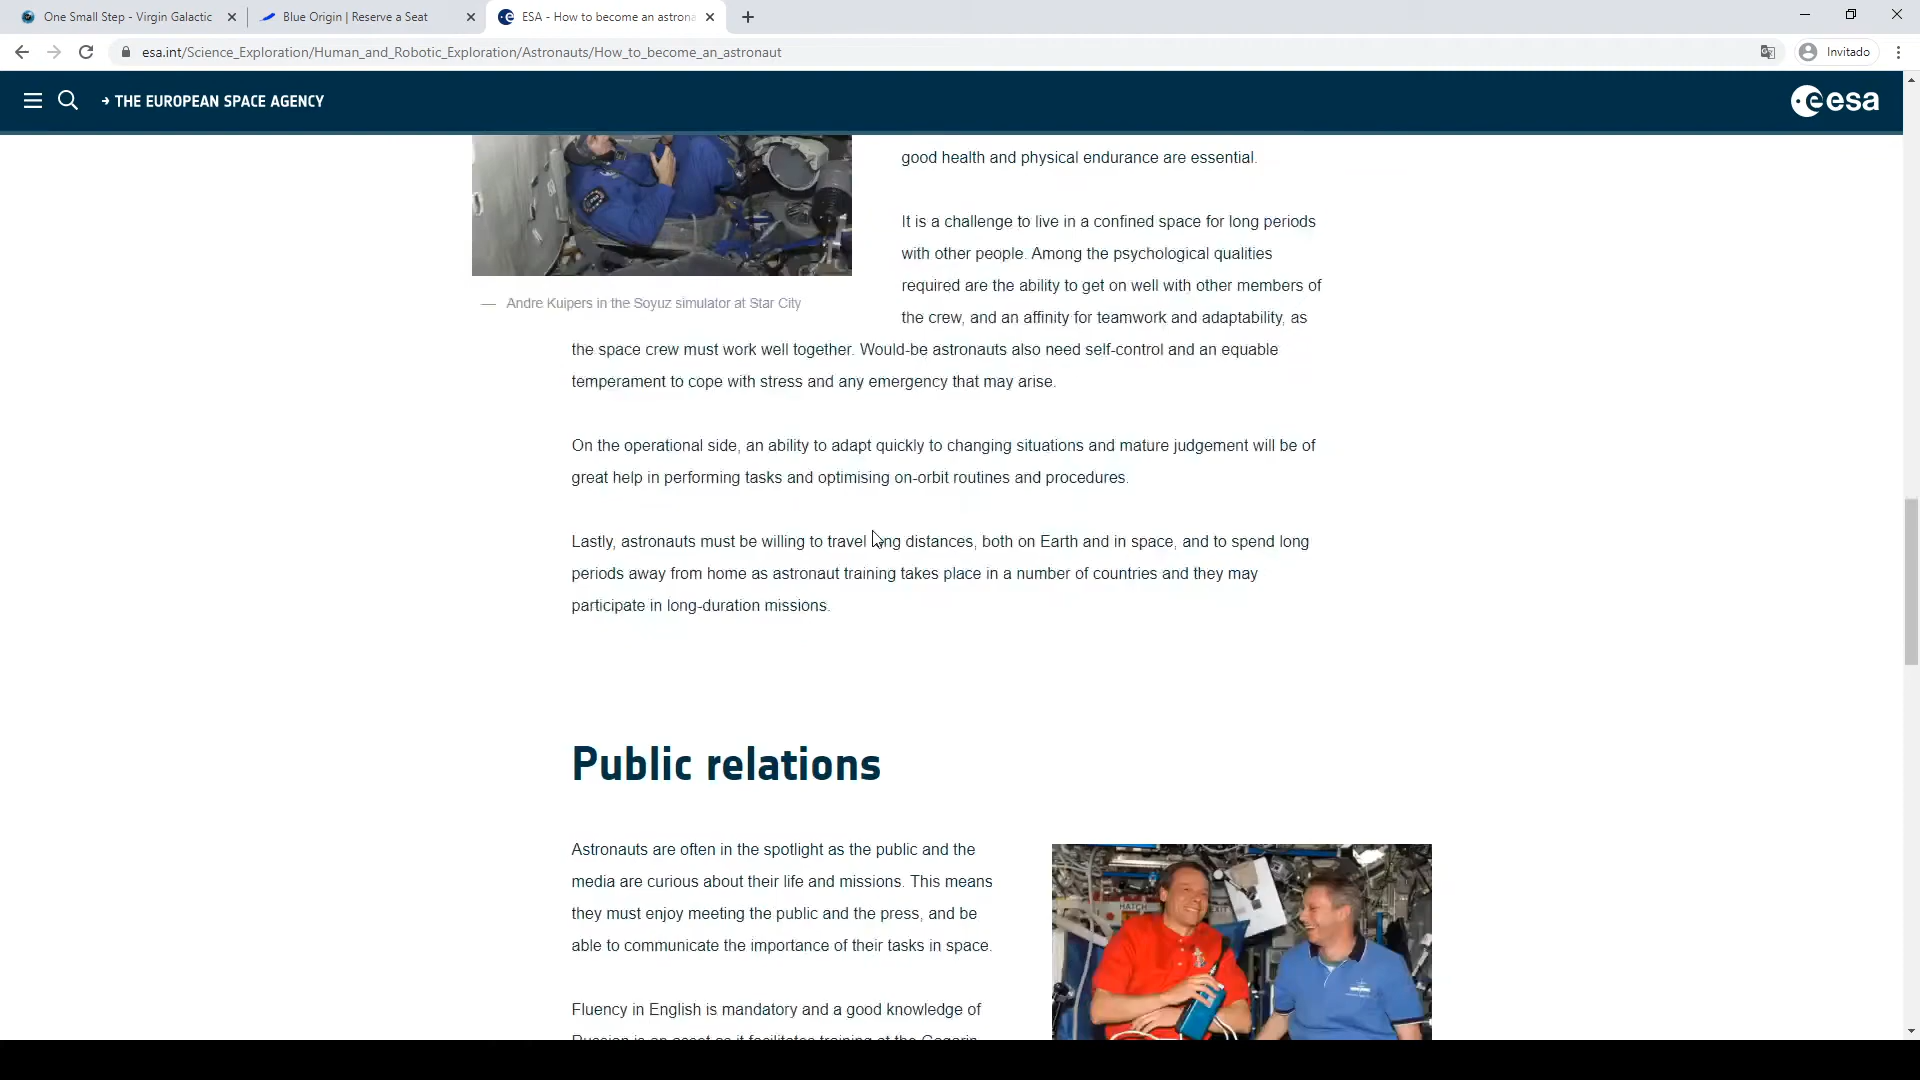 One Small Step - Virgin Galactic
Blue Origin | Reserve a Seat
ESA - How to become an astrona
esa.int/Science_Exploration/Human_and_Robotic_Exploration/Astronauts/How_to_become_an_astronaut
Invitado
THE EUROPEAN SPACE AGENCY
esa
good health and physical endurance are essential.
It is a challenge to live in a confined space for long periods
with other people. Among the psychological qualities
required are the ability to get on well with other members of
the crew, and an affinity for teamwork and adaptability, as
— Andre Kuipers in the Soyuz simulator at Star City
the space crew must work well together. Would-be astronauts also need self-control and an equable
temperament to cope with stress and any emergency that may arise.
On the operational side, an ability to adapt quickly to changing situations and mature judgement will be of
great help in performing tasks and optimising on-orbit routines and procedures.
Lastly, astronauts must be willing to travel long distances, both on Earth and in space, and to spend long
periods away from home as astronaut training takes place in a number of countries and they may
participate in long-duration missions.
Public relations
Astronauts are often in the spotlight as the public and the
media are curious about their life and missions. This means
they must enjoy meeting the public and the press, and be
able to communicate the importance of their tasks in space.
HATCH
Fluency in English is mandatory and a good knowledge of
Russian is an asset as it facilitates training at the Gagarin